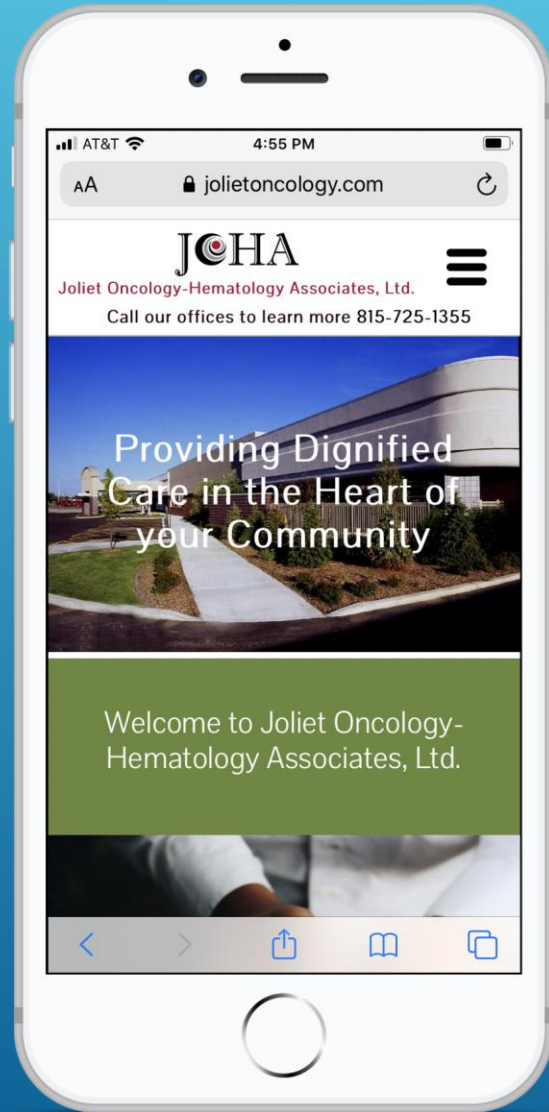 AT&T 4:55 PM
AA jolietoncology.com
JOHA
Joliet Oncology-Hematology Associates, Ltd.
Call our offices to learn more 815-725-1355
Providing Dignified
Care in the Heart of
your Community
Welcome to Joliet Oncology-
Hematology Associates, Ltd.